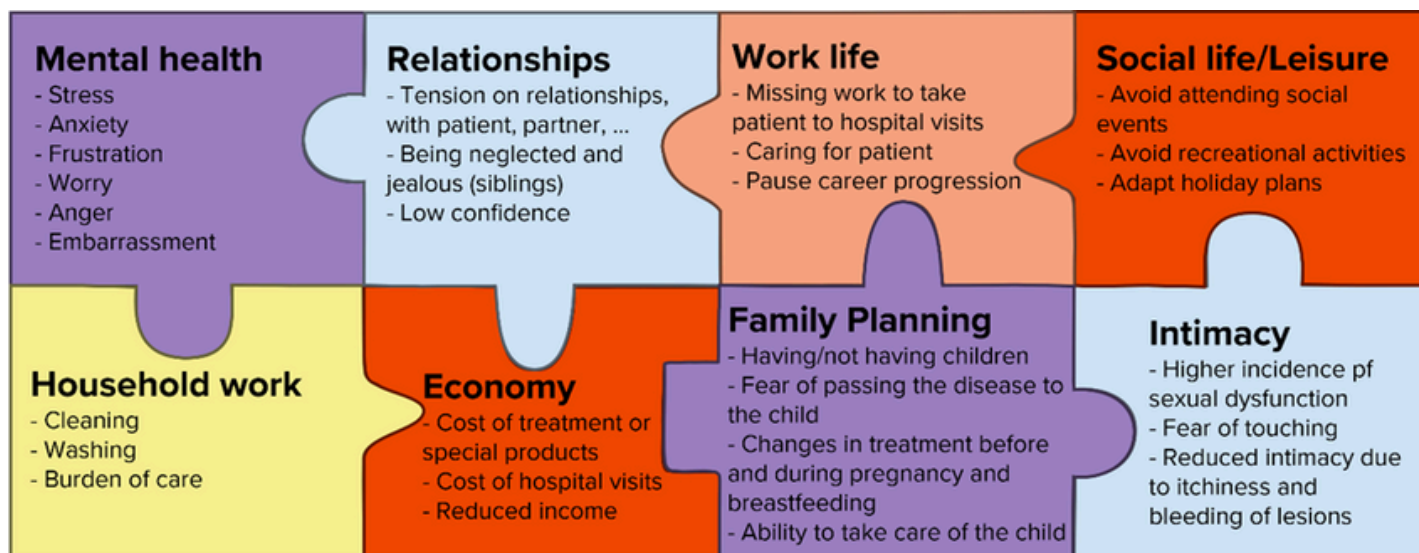 Mental health
- Stress
- Anxiety
- Frustration
- Worry
- Anger
- Embarrassment
Relationships
- Tension on relationships,
with patient, partner, ...
- Being neglected and
jealous (siblings)
- Low confidence
Work life
- Missing work to take
patient to hospital visits
- Caring for patient
- Pause career progression
Social life/Leisure
- Avoid attending social
events
- Avoid recreational activities
- Adapt holiday plans
Household work
- Cleaning
- Washing
- Burden of care
Economy
- Cost of treatment or
special products
- Cost of hospital visits
- Reduced income
Family Planning
- Having/not having children
- Fear of passing the disease to
the child
- Changes in treatment before
and during pregnancy and
breastfeeding
- Ability to take care of the child
Intimacy
- Higher incidence pf
sexual dysfunction
- Fear of touching
- Reduced intimacy due
to itchiness and
bleeding of lesions